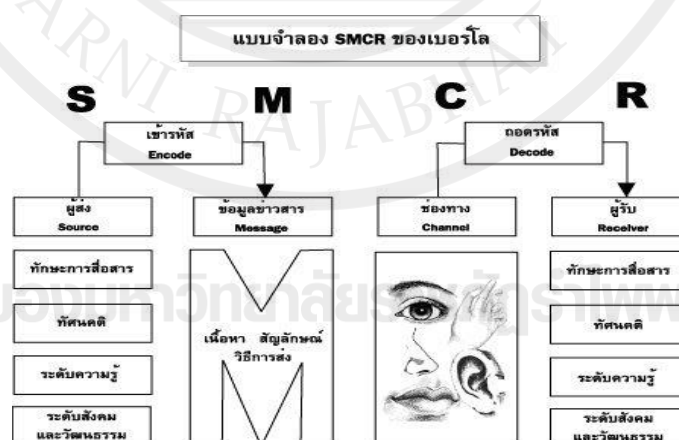 แบบจำลอง SMCR ของเบอร์โล
ARNI RAJABHAT
S M C R
เข้ารหัส
Encode
ถอดรหัส
Decode
ผู้ส่ง
Source
ข้อมูลข่าวสาร
Message
ช่องทาง
Channel
ผู้รับ
Receiver
ทักษะการสื่อสาร
ทัศนคติ
ระดับความรู้
ระดับสังคม
และวัฒนธรรม
เนื้อหา สัญลักษณ์
วิธีการส่ง
ทักษะการสื่อสาร
ทัศนคติ
ระดับความรู้
ระดับสังคม
และวัฒนธรรม